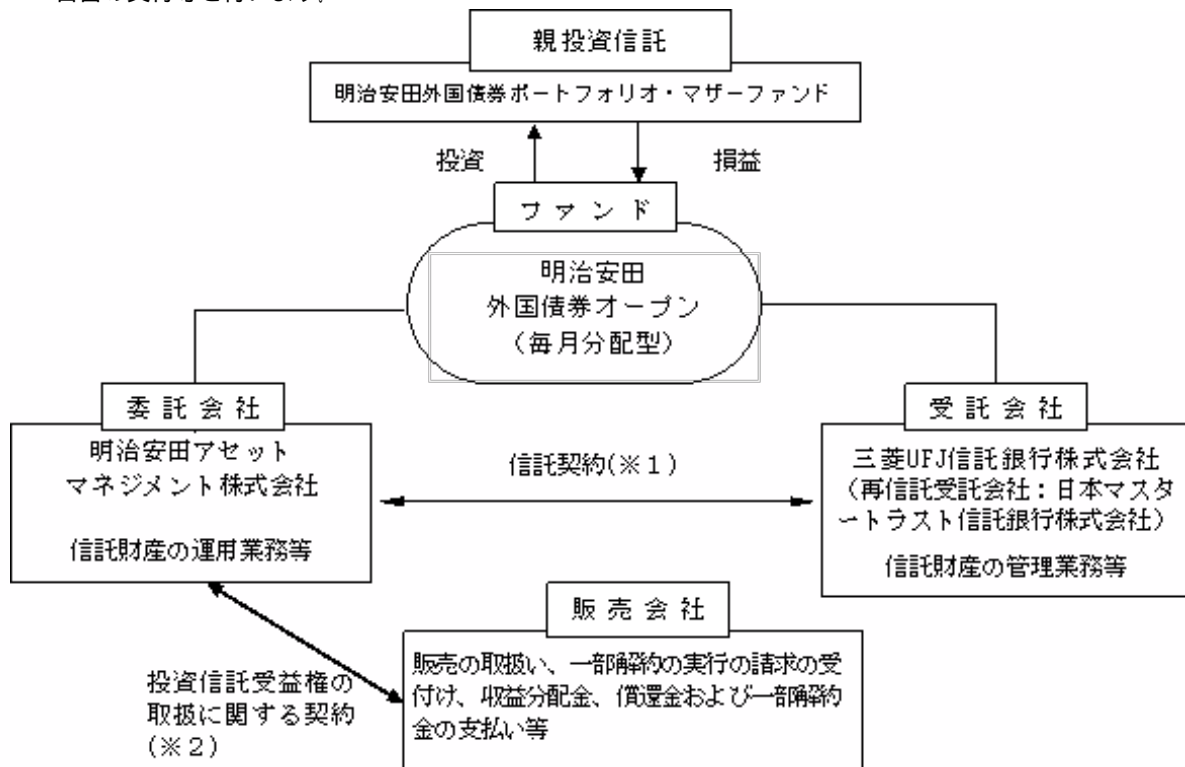 親投資信託
明治安田外国債券ポートフォリオ・マザーファンド
投資
損益
ファンド
明治安田
外国債券オープン
（毎月分配型）
委託会社
明治安田アセット
マネジメント株式会社
信託財産の運用業務等
信託契約(※１)
受託会社
三菱UFJ信託銀行株式会社
（再信託受託会社：日本マスタ
ートラスト信託銀行株式会社）
信託財産の管理業務等
販売会社
販売の取扱い、一部解約の実行の請求の受
付け、収益分配金、償還金および一部解約
金の支払い等
投資信託受益権の
取扱に関する契約
(※２)